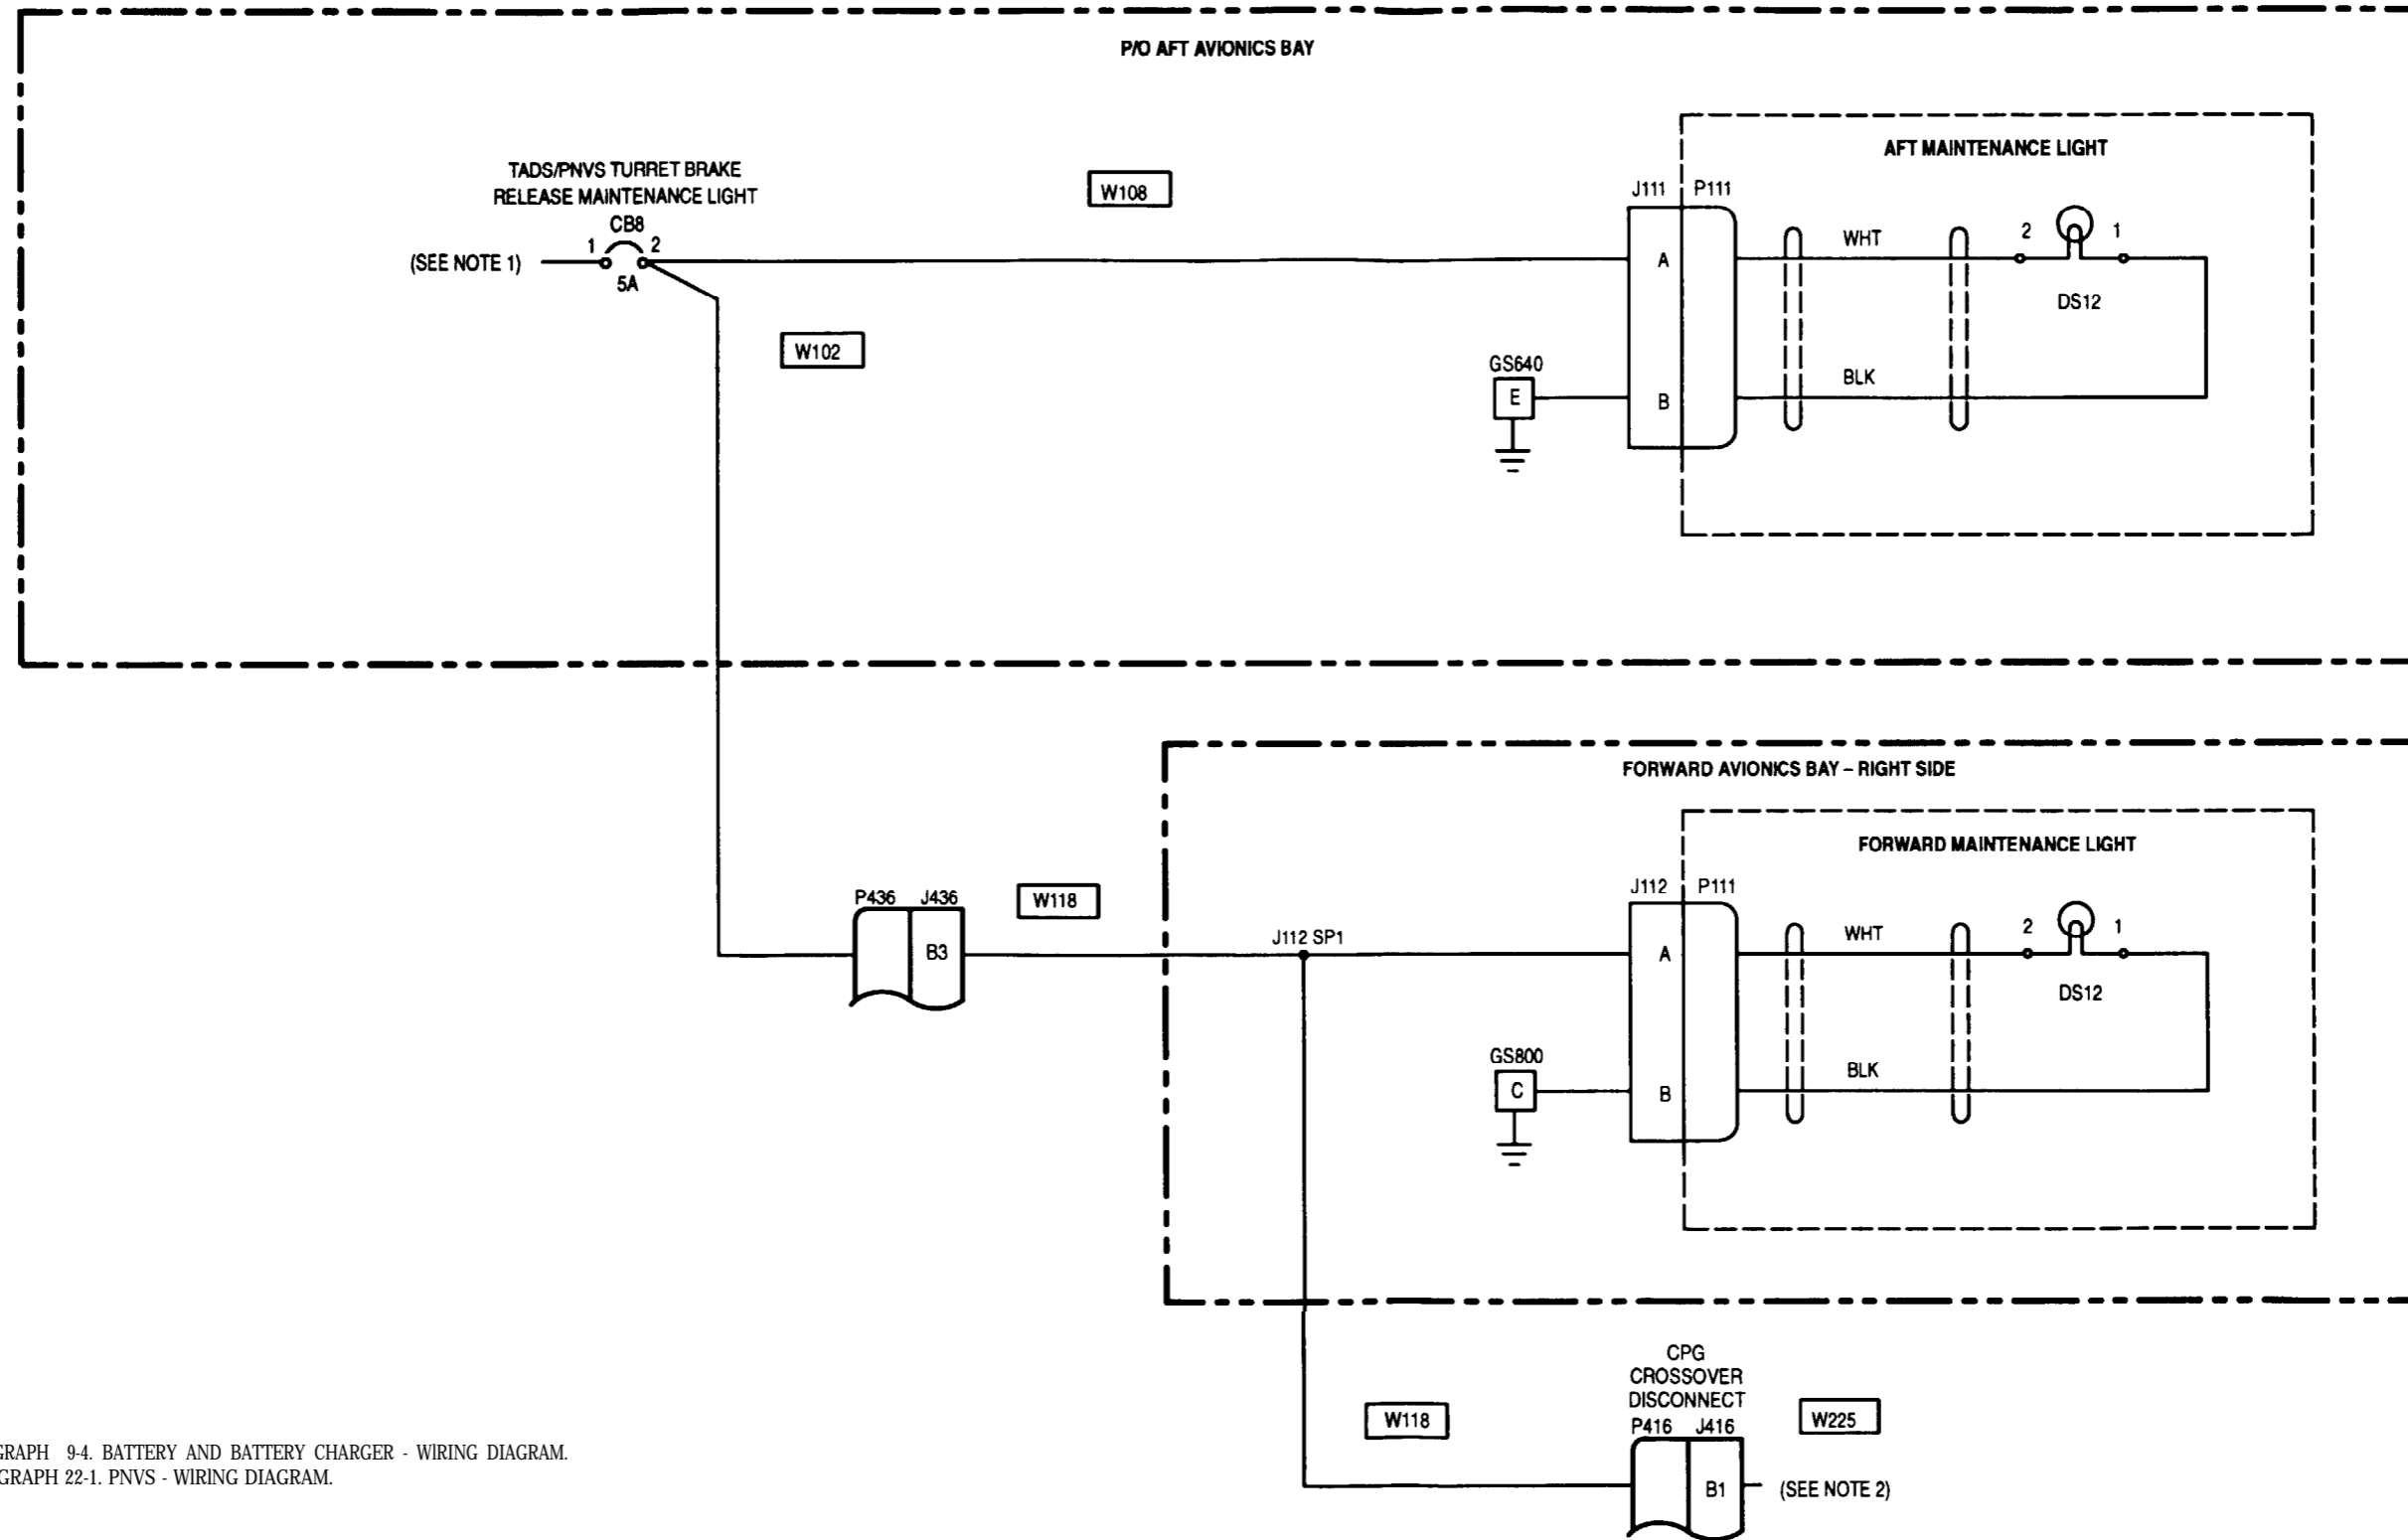 P/O AFT AVIONICS BAY
TADS/PNVS TURRET BRAKE
RELEASE MAINTENANCE LIGHT
CB8
1 2
(SEE NOTE 1)
5A
W108
W102
AFT MAINTENANCE LIGHT
J111 P111
A
WHT
2 1
DS12
GS640
E
B
BLK
FORWARD AVIONICS BAY – RIGHT SIDE
FORWARD MAINTENANCE LIGHT
P436 J436
B3
W118
J112 SP1
J112 P111
A
WHT
2 1
DS12
GS800
C
B
BLK
CPG
CROSSOVER
DISCONNECT
W118
P416 J416
W225
B1
(SEE NOTE 2)
GRAPH 9-4. BATTERY AND BATTERY CHARGER - WIRING DIAGRAM.
GRAPH 22-1. PNVS - WIRING DIAGRAM.